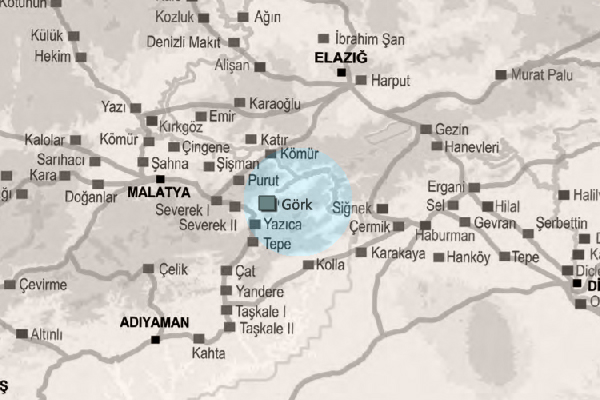 Kozluk
Ağın
Külük
Denizli Makıt
İbrahim Şan
Hekim
ELAZIĞ
Alişan
Harput
Murat Palu
Yazı
Karaoğlu
Emir
Kırkgöz
Gezin
Kalolar
Kömür
Katır
Çingene
Hanevleri
Sarıhacı
Şahna
Şişman
Kömür
Kara
Purut
Ergani
MALATYA
Doğanlar
Severek I
Görk
Siğnek
Sel
Hilal
Severek II
Yazıca
Çermik
Gevran
Şerbettin
Haburman
Tepe
Karakaya
Hanköy
Tepe
Çelik
Çat
Kolla
Çevirme
Yandere
Taşkale I
ADIYAMAN
Taşkale II
Altınlı
Kahta